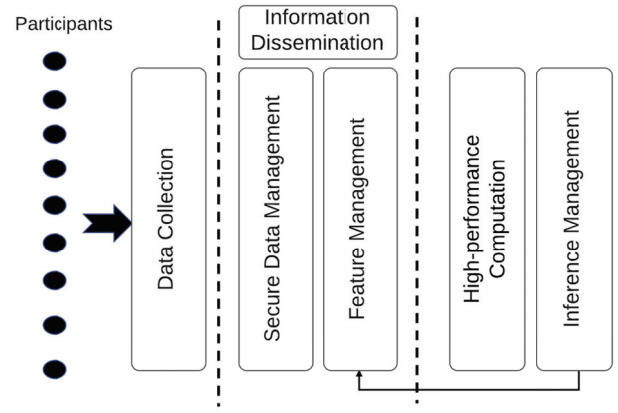 Participants
Information
Dissemination
Data Collection
Secure Data Management
Feature Management
High-performance
Computation
Inference Management